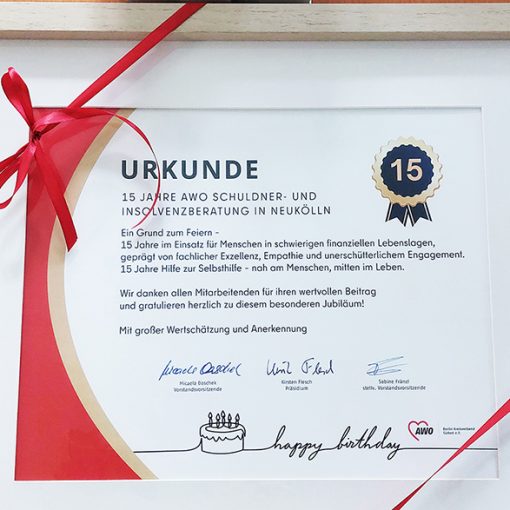 URKUNDE
15
15 JAHRE AWO SCHULDNER- UND
INSOLVENZBERATUNG IN NEUKÖLLN
Ein Grund zum Feiern -
15 Jahre im Einsatz für Menschen in schwierigen finanziellen Lebenslagen,
geprägt von fachlicher Exzellenz, Empathie und unerschütterlichem Engagement.
15 Jahre Hilfe zur Selbsthilfe - nah am Menschen, mitten im Leben.
Wir danken allen Mitarbeitenden für ihren wertvollen Beitrag
und gratulieren herzlich zu diesem besonderen Jubiläum!
Mit großer Wertschätzung und Anerkennung
Micaela Daschek
Vorstandsvorsitzende
Kirsten Flesch
Präsidium
Sabine Fränzl
stellv. Vorstandsvorsitzende
happy birthday
AWO
Berlin Kreisverband
Südost e.V.